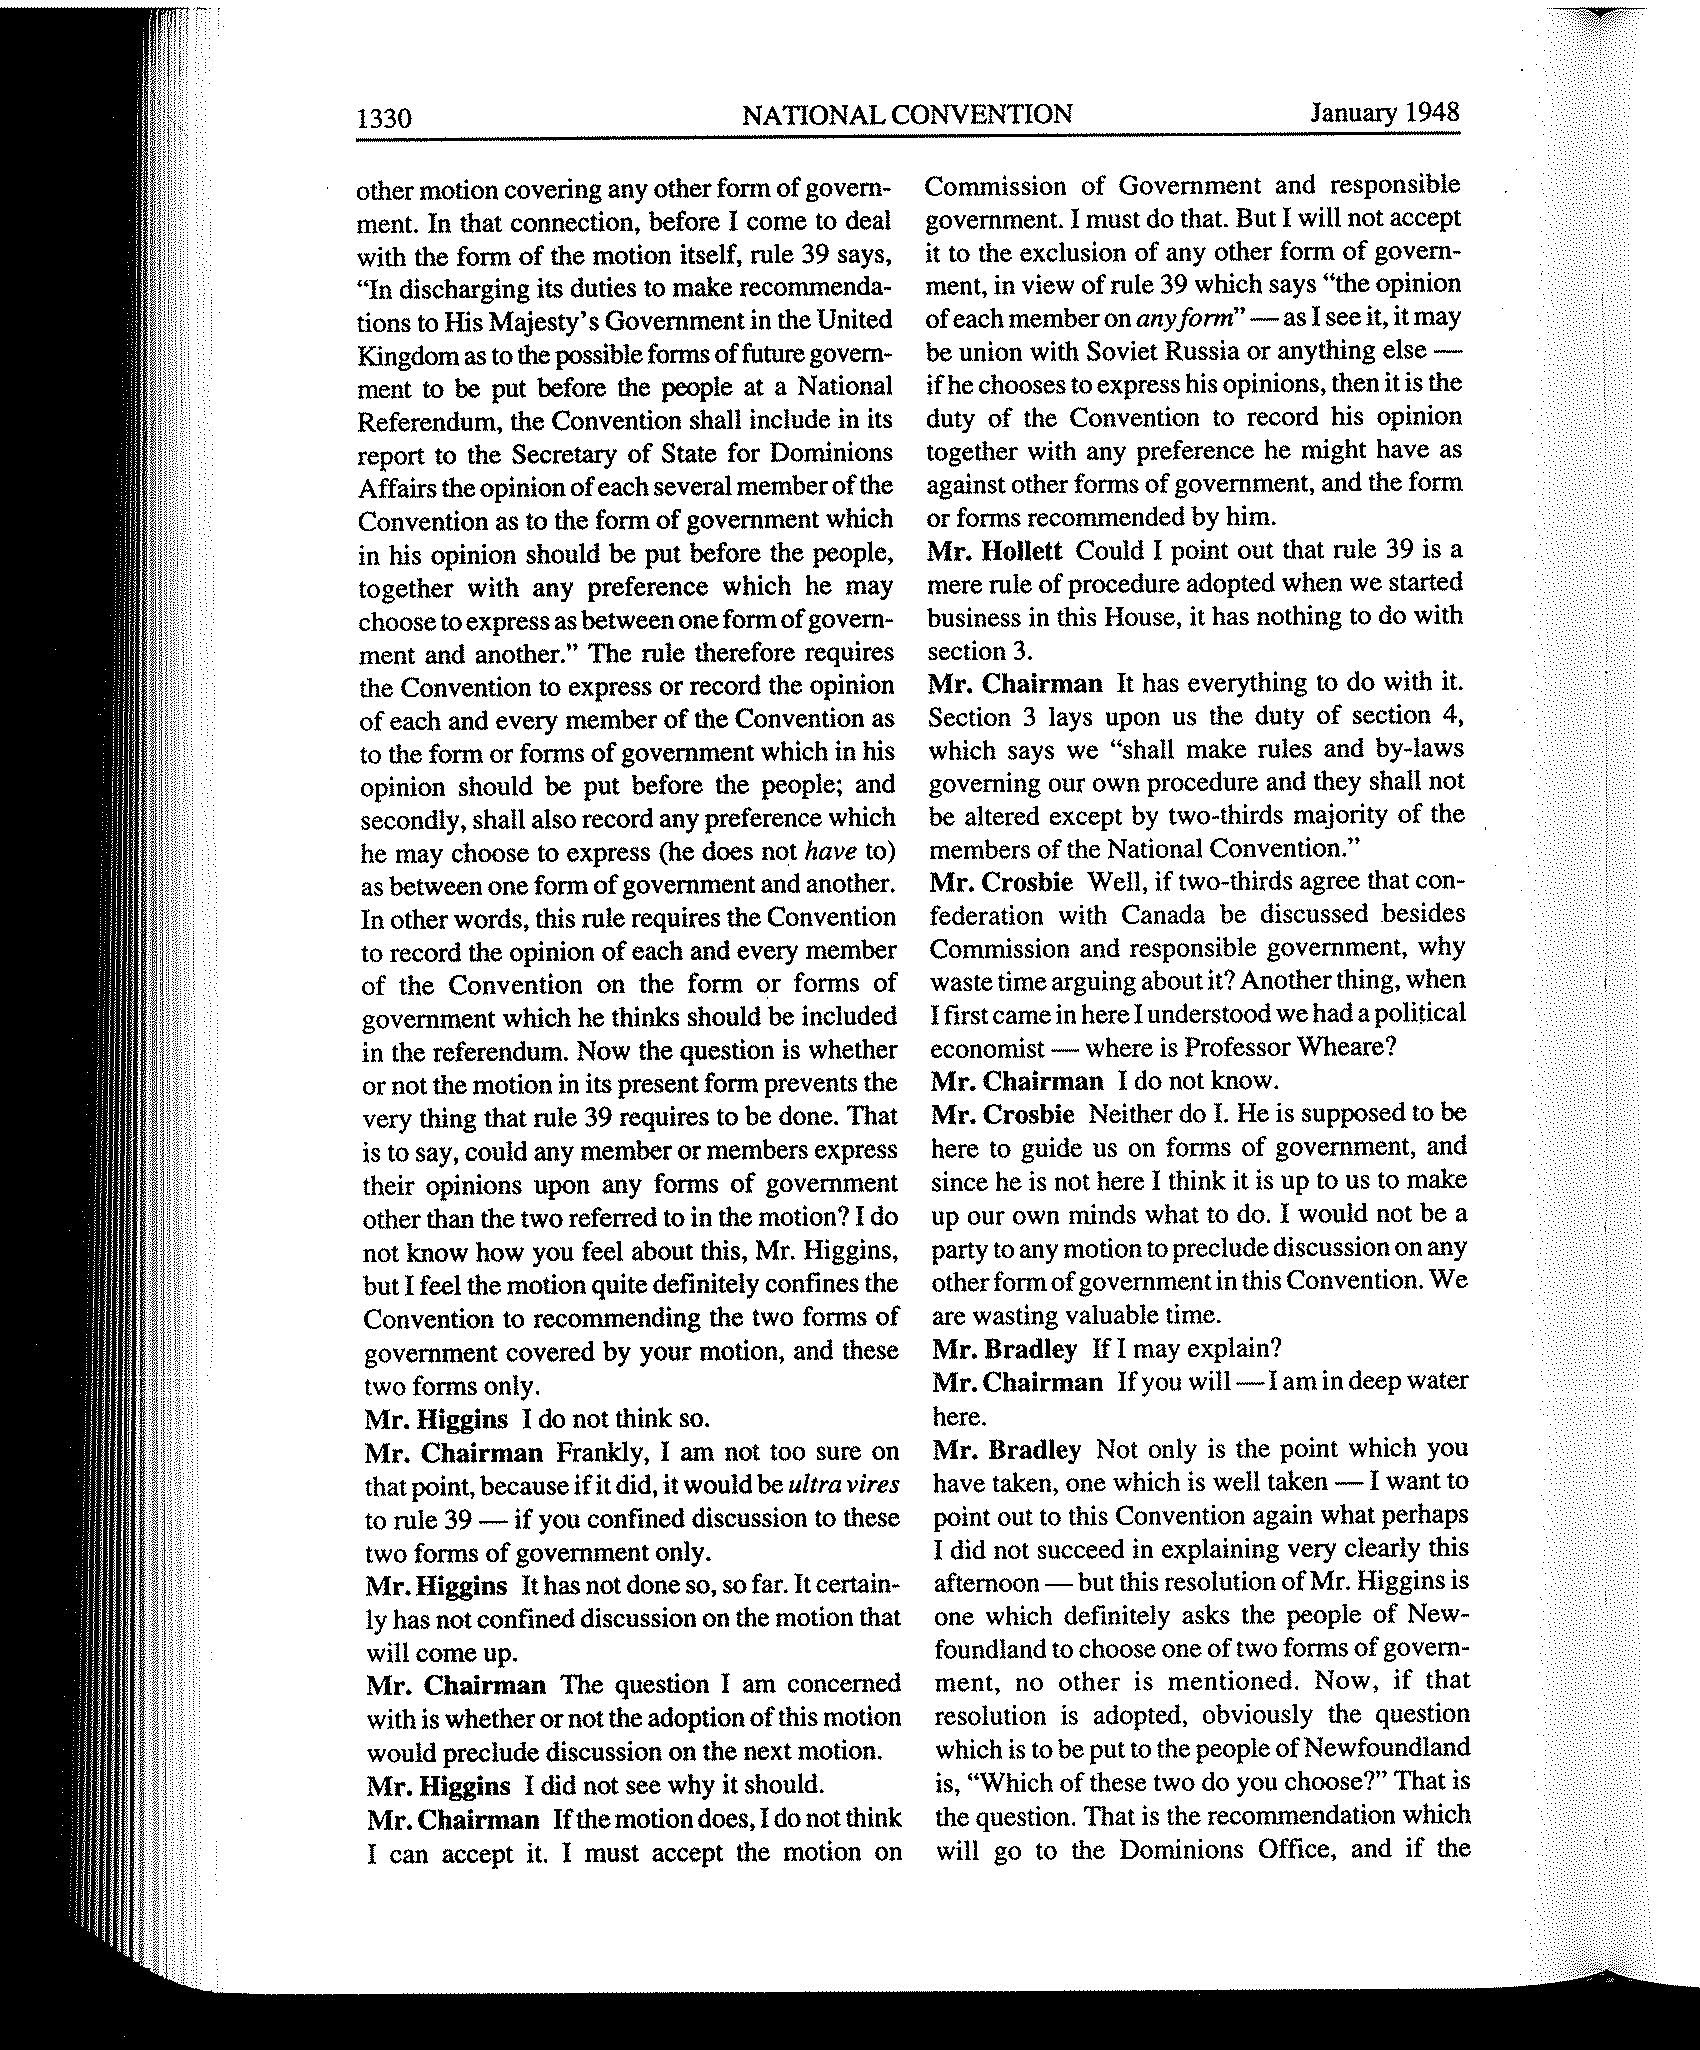 1330 NATIONAL CONVENTION January 1948
other motion covering any other form of govern-
ment. In that connection, before I come to deal
with the form of the motion itself, rule 39 says,
“In discharging its duties to make recommenda-
tions to His Majesty’s Government in the United
Kingdom as to the possible forms of future govern-
ment to be put before the people at a National
Referendum, the Convention shall include in its
report to the Secretary of State for Dominions
Affairs the opinion of each several member of the
Convention as to the form of government which
in his opinion should be put before the people,
together with any preference which he may
choose to express as between one form of govern-
ment and another.” The rule therefore requires
the Convention to express or record the opinion
of each and every member of the Convention as
to the form or forms of government which in his
opinion should be put before the people; and
secondly, shall also record any preference which
he may choose to express (he does not have to)
as between one form of government and another.
In other words, this rule requires the Convention
to record the opinion of each and every member
of the Convention on the form or forms of
government which he thinks should be included
in the referendum. Now the question is whether
or not the motion in its present form prevents the
very thing that rule 39 requires to be done. That
is to say, could any member or members express
their opinions upon any forms of government
other than the two referred to in the motion? I do
not know how you feel about this, Mr. Higgins,
but I feel the motion quite definitely confines the
Convention to recommending the two forms of
government covered by your motion, and these
two forms only.
Mr. Higgins I do not think so.
Mr. Chairman Frankly, I am not too sure on
that point, because if it did, it would be ultra vires
to rule 39 — if you confined discussion to these
two forms of government only.
Mr. Higgins It has not done so, so far. It certain-
ly has not confined discussion on the motion that
will come up.
Mr. Chairman The question I am concerned
with is whether or not the adoption of this motion
would preclude discussion on the next motion.
Mr. Higgins I did not see why it should.
Mr. Chairman If the motion does, I do not think
I can accept it. I must accept the motion on
Commission of Government and responsible
government. I must do that. But I will not accept
it to the exclusion of any other form of govern-
ment, in view of rule 39 which says “the opinion
of each member on any form” — as I see it, it may
be union with Soviet Russia or anything else —
if he chooses to express his opinions, then it is the
duty of the Convention to record his opinion
together with any preference he might have as
against other forms of government, and the form
or forms recommended by him.
Mr. Hollett Could I point out that rule 39 is a
mere rule of procedure adopted when we started
business in this House, it has nothing to do with
section 3.
Mr. Chairman It has everything to do with it.
Section 3 lays upon us the duty of section 4,
which says we “shall make rules and by-laws
governing our own procedure and they shall not
be altered except by two-thirds majority of the
members of the National Convention.”
Mr. Crosbie Well, if two-thirds agree that con-
federation with Canada be discussed besides
Commission and responsible government, why
waste time arguing about it? Another thing, when
I first came in here I understood we had a political
economist — where is Professor Wheare?
Mr. Chairman I do not know.
Mr. Crosbie Neither do I. He is supposed to be
here to guide us on forms of government, and
since he is not here I think it is up to us to make
up our own minds what to do. I would not be a
party to any motion to preclude discussion on any
other form of government in this Convention. We
are wasting valuable time.
Mr. Bradley If I may explain?
Mr. Chairman If you will — I am in deep water
here.
Mr. Bradley Not only is the point which you
have taken, one which is well taken — I want to
point out to this Convention again what perhaps
I did not succeed in explaining very clearly this
afternoon — but this resolution of Mr. Higgins is
one which definitely asks the people of New-
foundland to choose one of two forms of govern-
ment, no other is mentioned. Now, if that
resolution is adopted, obviously the question
which is to be put to the people of Newfoundland
is, “Which of these two do you choose?” That is
the question. That is the recommendation which
will go to the Dominions Office, and if the